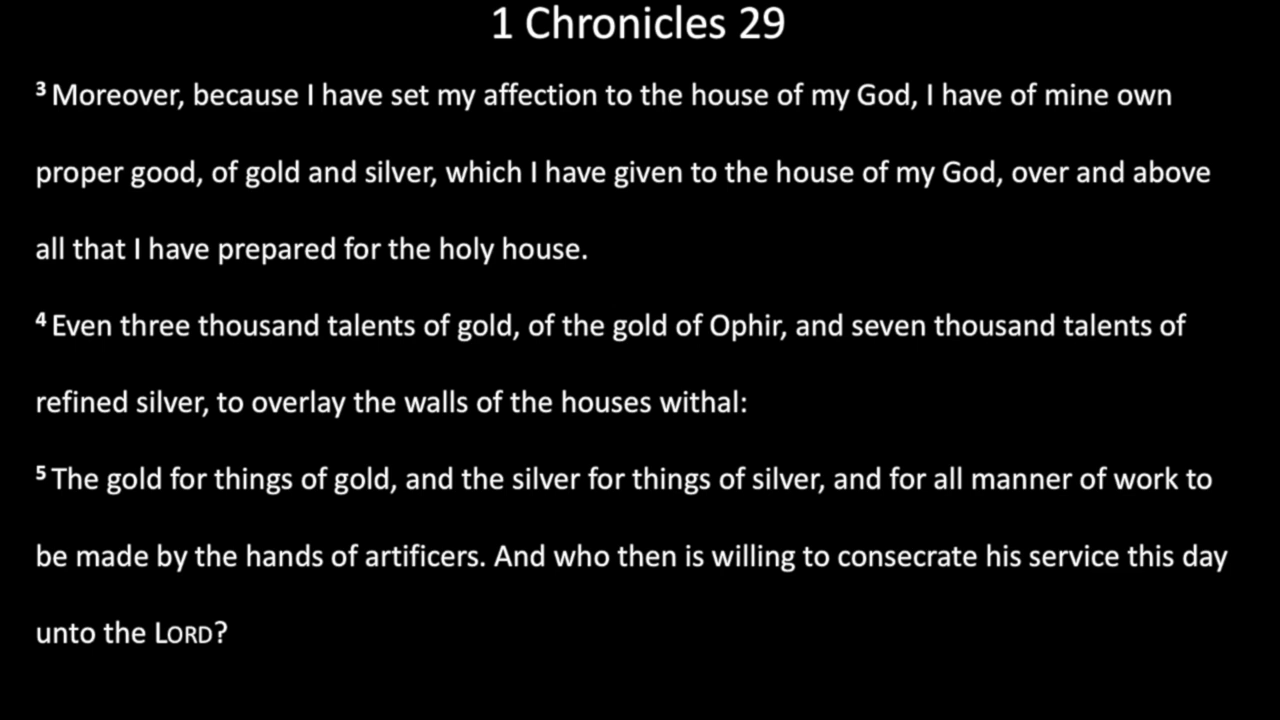 1 Chronicles 29
³ Moreover, because I have set my affection to the house of my God, I have of mine own
proper good, of gold and silver, which I have given to the house of my God, over and above
all that I have prepared for the holy house.
⁴ Even three thousand talents of gold, of the gold of Ophir, and seven thousand talents of
refined silver, to overlay the walls of the houses withal:
⁵ The gold for things of gold, and the silver for things of silver, and for all manner of work to
be made by the hands of artificers. And who then is willing to consecrate his service this day
unto the LORD?